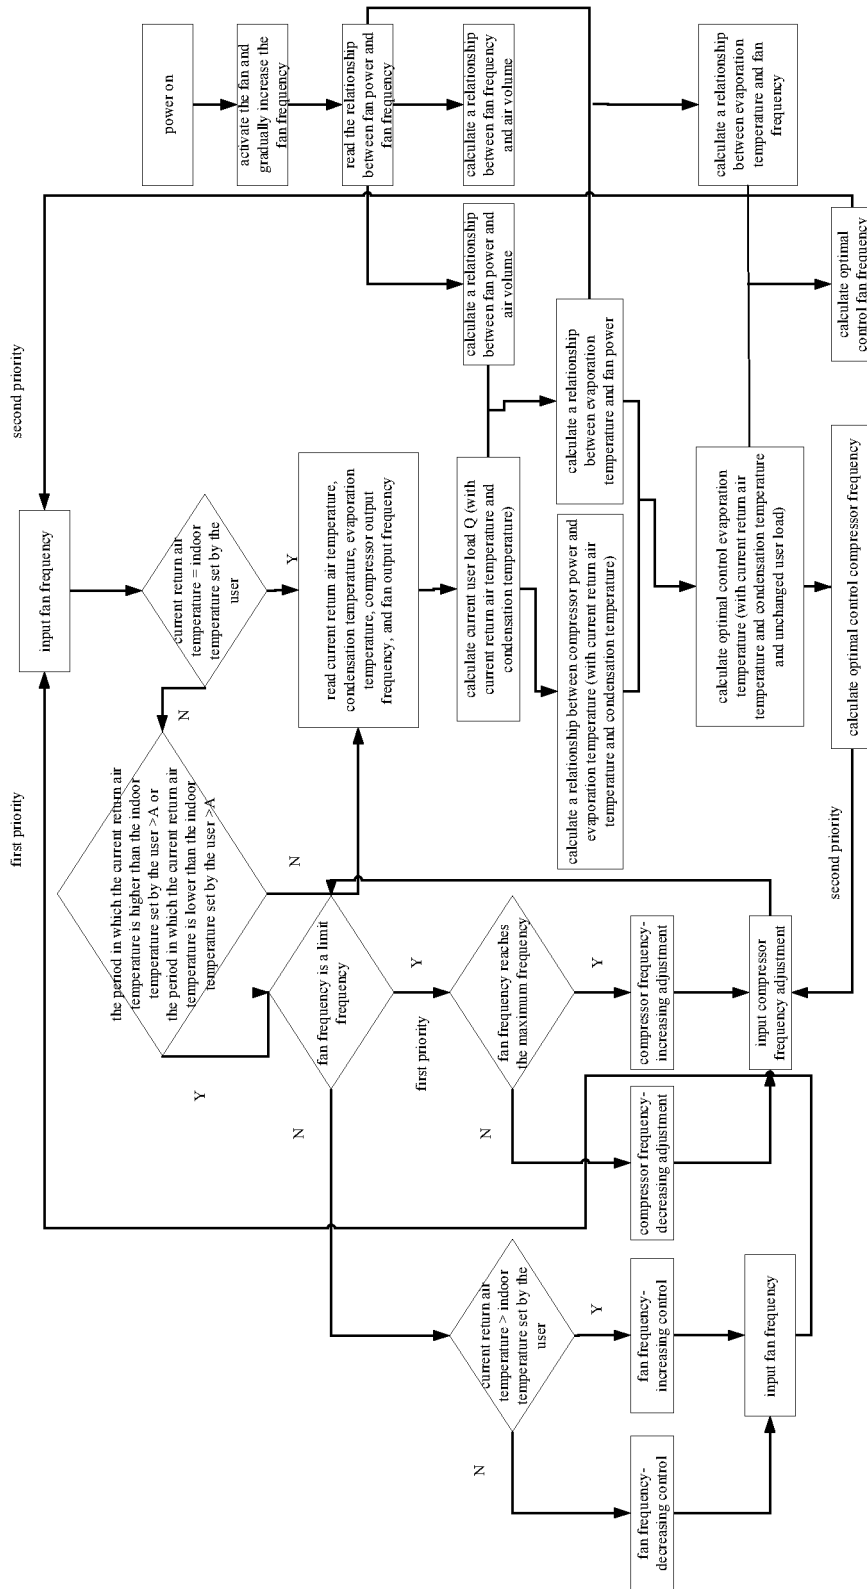 power on
activate the fan and
gradually increase the
fan frequency
read the relationship
between fan power and
fan frequency
calculate a relationship
between fan frequency
and air volume
calculate a relationship
between evaporation
temperature and fan
frequency
calculate a relationship
between fan power and
air volume
calculate optimal
control fan frequency
second priority
input fan frequency
current return air
temperature = indoor
temperature set by the
user
Y
N
read current return air temperature,
condensation temperature, evaporation
temperature, compressor output
frequency, and fan output frequency
calculate current user load Q (with
current return air temperature and
condensation temperature)
calculate a relationship
between evaporation
temperature and fan power
calculate a relationship between compressor power and
evaporation temperature (with current return air
temperature and condensation temperature)
calculate optimal control evaporation
temperature (with current return air
temperature and condensation temperature
and unchanged user load)
calculate optimal control compressor frequency
first priority
the period in which the current return air
temperature is higher than the indoor
temperature set by the user >A or
the period in which the current return air
temperature is lower than the indoor
temperature set by the user >A
N
Y
fan frequency is a limit
frequency
Y
first priority
N
fan frequency reaches
the maximum frequency
Y
N
compressor frequency-
increasing adjustment
compressor frequency-
decreasing adjustment
input compressor
frequency adjustment
second priority
current return air
temperature > indoor
temperature set by the
user
Y
N
fan frequency-
increasing control
fan frequency-
decreasing control
input fan frequency